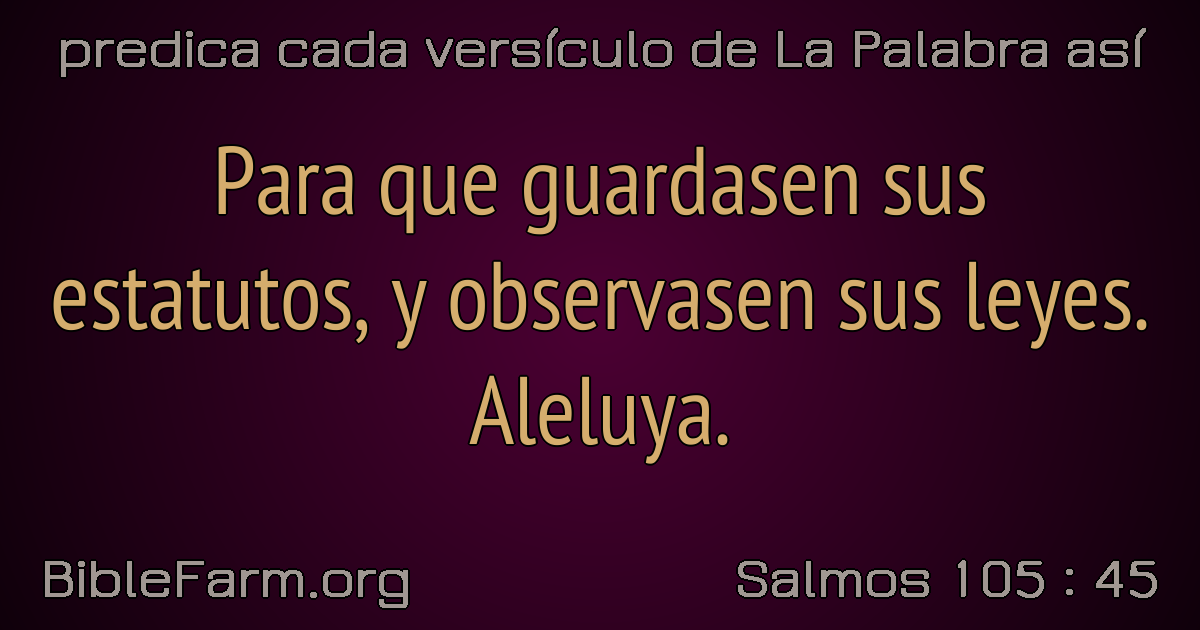 predica cada versículo de La Palabra así
Para que guardasen sus
estatutos, y observasen sus leyes.
Aleluya.
BibleFarm.org
Salmos 105 : 45